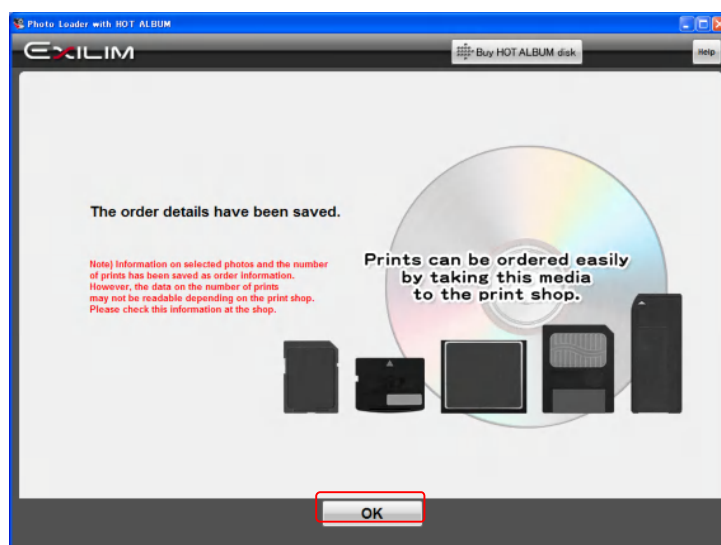 Photo Loader with HOT ALBUM
EXILIM
Buy HOT ALBUM disk
Help
The order details have been saved.
Note) Information on selected photos and the number
of prints has been saved as order information.
However, the data on the number of prints
may not be readable depending on the print shop.
Please check this information at the shop.
Prints can be ordered easily
by taking this media
to the print shop.
OK